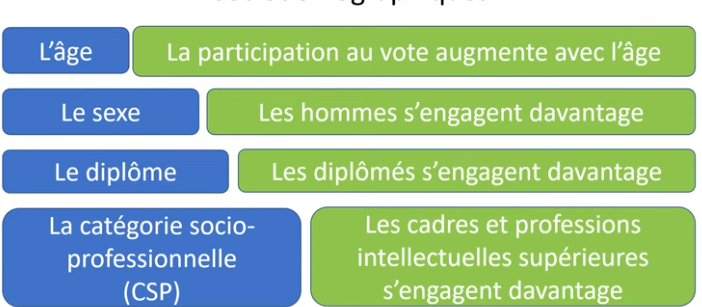 L'âge
La participation au vote augmente avec l'âge
Le sexe
Les hommes s'engagent davantage
Le diplôme
Les diplômés s'engagent davantage
La catégorie socio-
professionnelle
(CSP)
Les cadres et professions
intellectuelles supérieures
s'engagent davantage